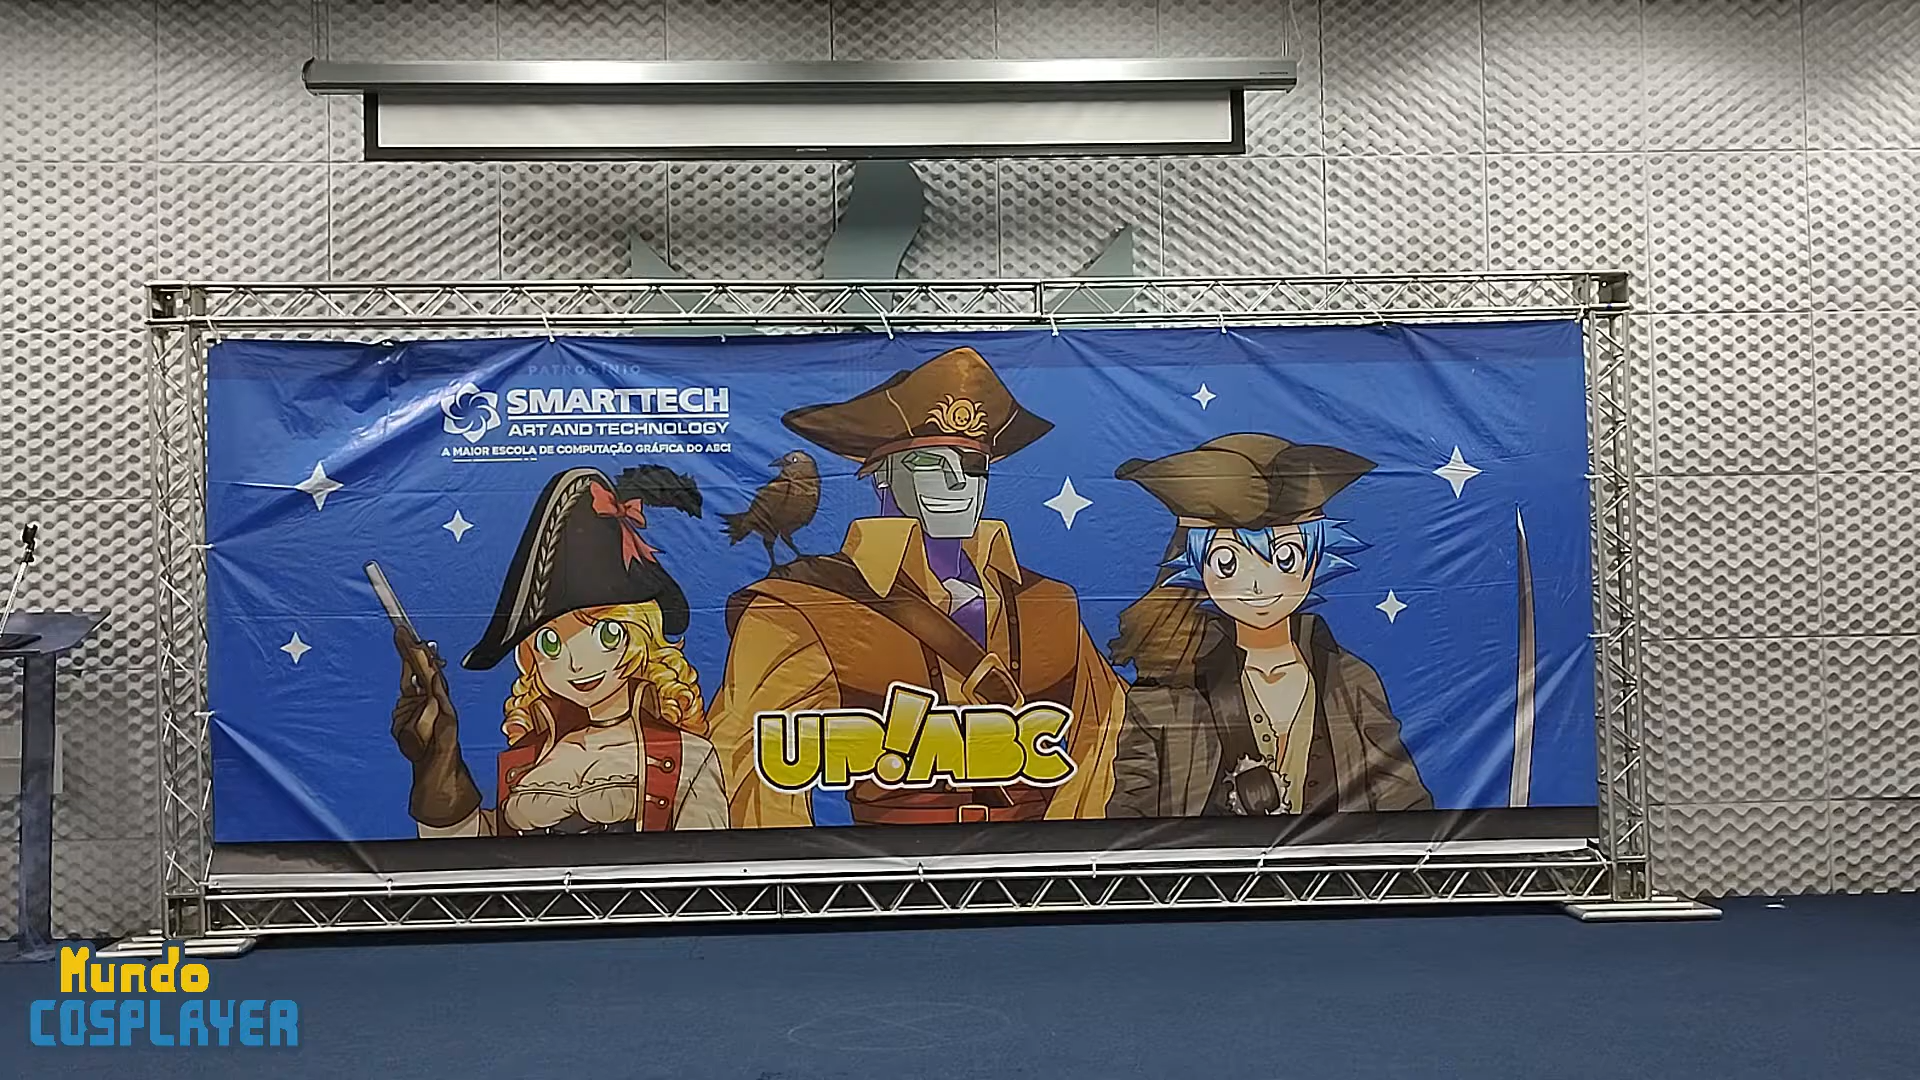 PATROCÍNIO
SMARTTECH
ART AND TECHNOLOGY
A MAIOR ESCOLA DE COMPUTAÇÃO GRÁFICA DO ABC!
UP!ABC
Mundo
COSPLAYER